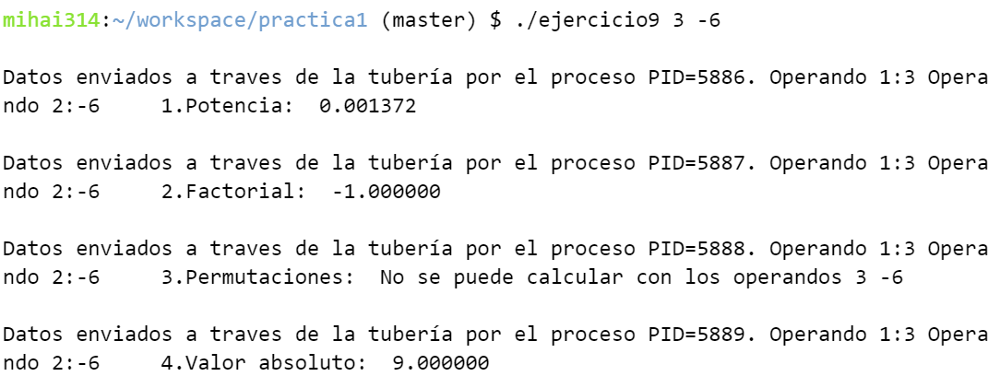 mihai314:~/workspace/practica1 (master) $ ./ejercicio9 3 -6
Datos enviados a traves de la tubería por el proceso PID=5886. Operando 1:3 Opera
ndo 2:-6     1.Potencia:  0.001372
Datos enviados a traves de la tubería por el proceso PID=5887. Operando 1:3 Opera
ndo 2:-6     2.Factorial:  -1.000000
Datos enviados a traves de la tubería por el proceso PID=5888. Operando 1:3 Opera
ndo 2:-6     3.Permutaciones:  No se puede calcular con los operandos 3 -6
Datos enviados a traves de la tubería por el proceso PID=5889. Operando 1:3 Opera
ndo 2:-6     4.Valor absoluto:  9.000000